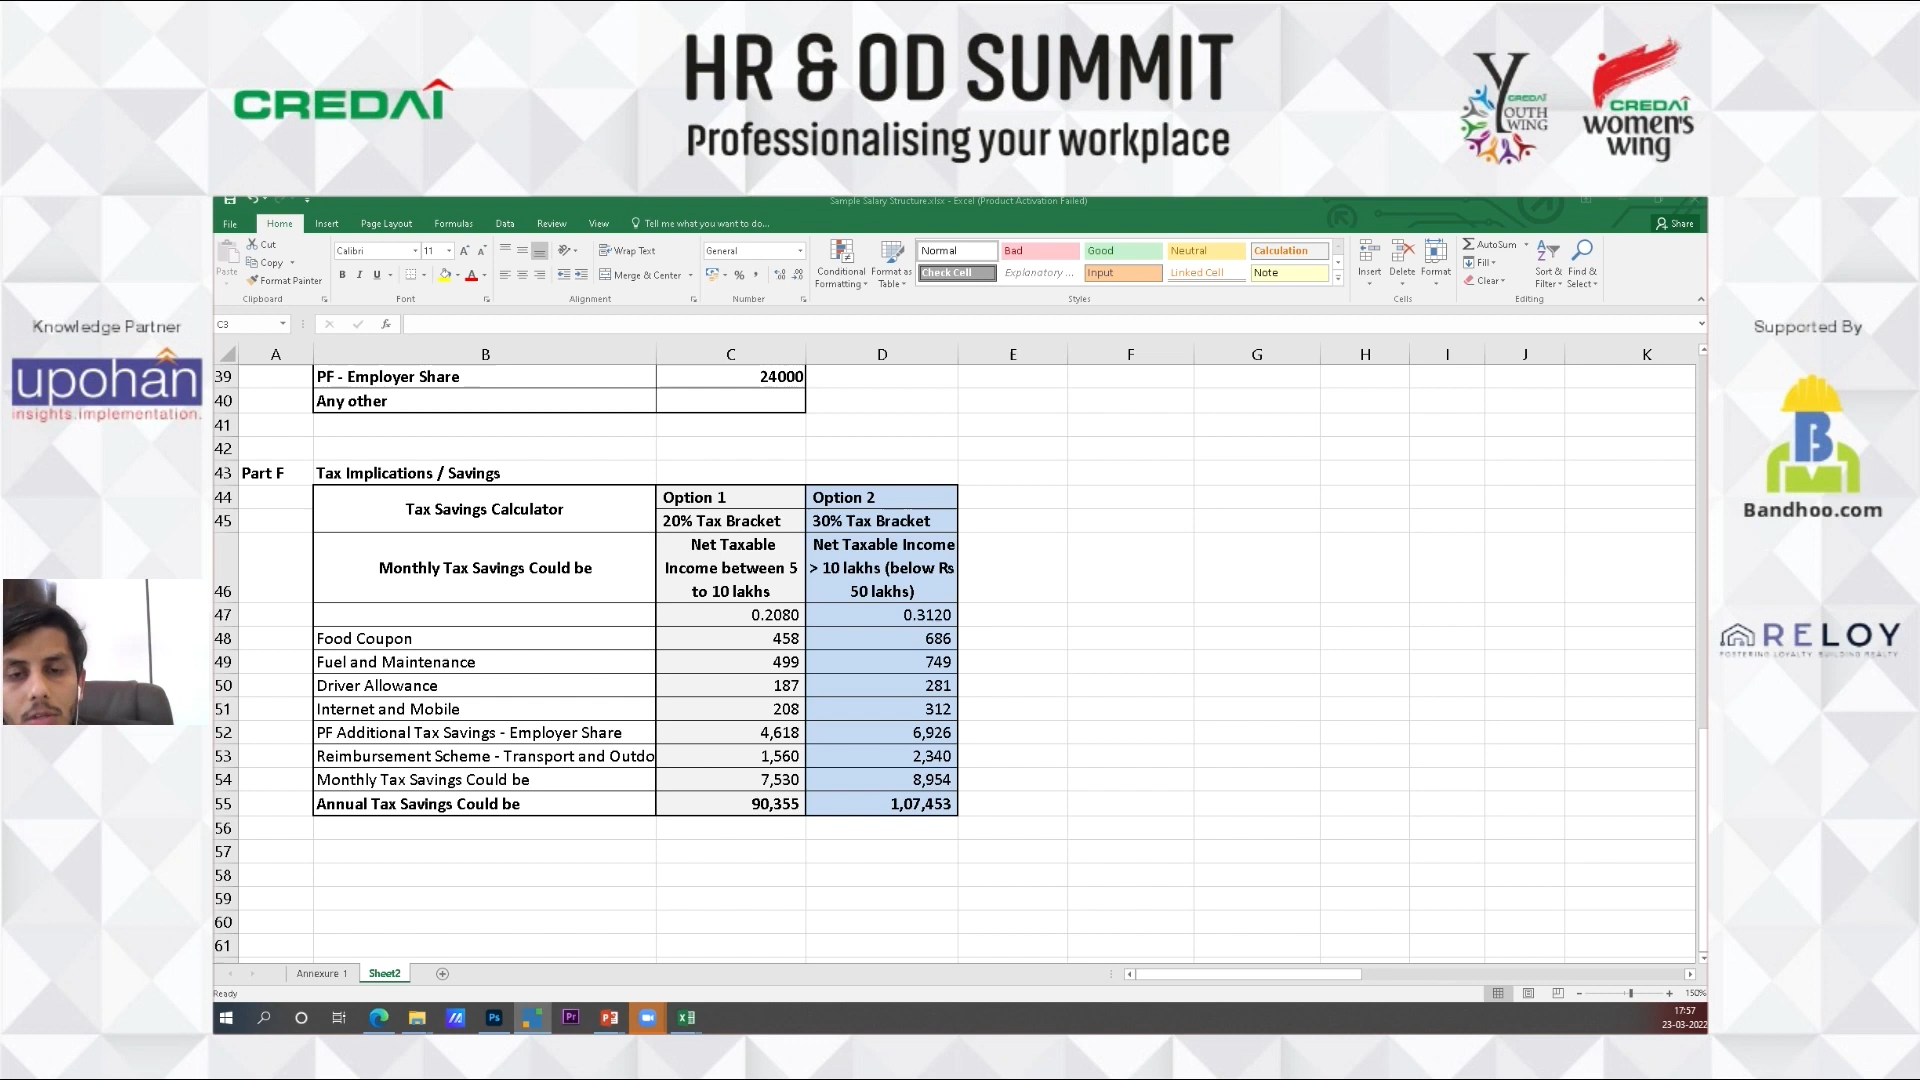 HR & OD SUMMIT
Professionalising your workplace
CREDAI
CREDAI
YOUTH
WING
CREDAI
women's
wing
Knowledge Partner
upohan
insights.implementation.
Supported By
Bandhoo.com
RELOY
FOSTERING LOYALTY. BUILDING REALTY
Sample Salary Structure.xlsx - Excel (Product Activation Failed)
File Home Insert Page Layout Formulas Data Review View Tell me what you want to do... Share
Paste Cut Copy Format Painter Clipboard
Calibri 11 B I U A A A Font
Wrap Text Merge & Center Alignment
General % , Number
Conditional Formatting Format as Table
Normal Bad Good Neutral Calculation
Check Cell Explanatory ... Input Linked Cell Note
Styles
Insert Delete Format Cells
AutoSum Fill Clear Sort & Filter Find & Select Editing
C3 fx
A B C D E F G H I J K
39 PF - Employer Share 24000
40 Any other
41
42
43 Part F Tax Implications / Savings
44 Tax Savings Calculator Option 1 Option 2
45 20% Tax Bracket 30% Tax Bracket
46 Monthly Tax Savings Could be Net Taxable Income between 5 to 10 lakhs Net Taxable Income > 10 lakhs (below Rs 50 lakhs)
47 0.2080 0.3120
48 Food Coupon 458 686
49 Fuel and Maintenance 499 749
50 Driver Allowance 187 281
51 Internet and Mobile 208 312
52 PF Additional Tax Savings - Employer Share 4,618 6,926
53 Reimbursement Scheme - Transport and Outdo 1,560 2,340
54 Monthly Tax Savings Could be 7,530 8,954
55 Annual Tax Savings Could be 90,355 1,07,453
56
57
58
59
60
61
Annexure 1 Sheet2
Ready 150%
Ps Pr
17:57
23-03-2022